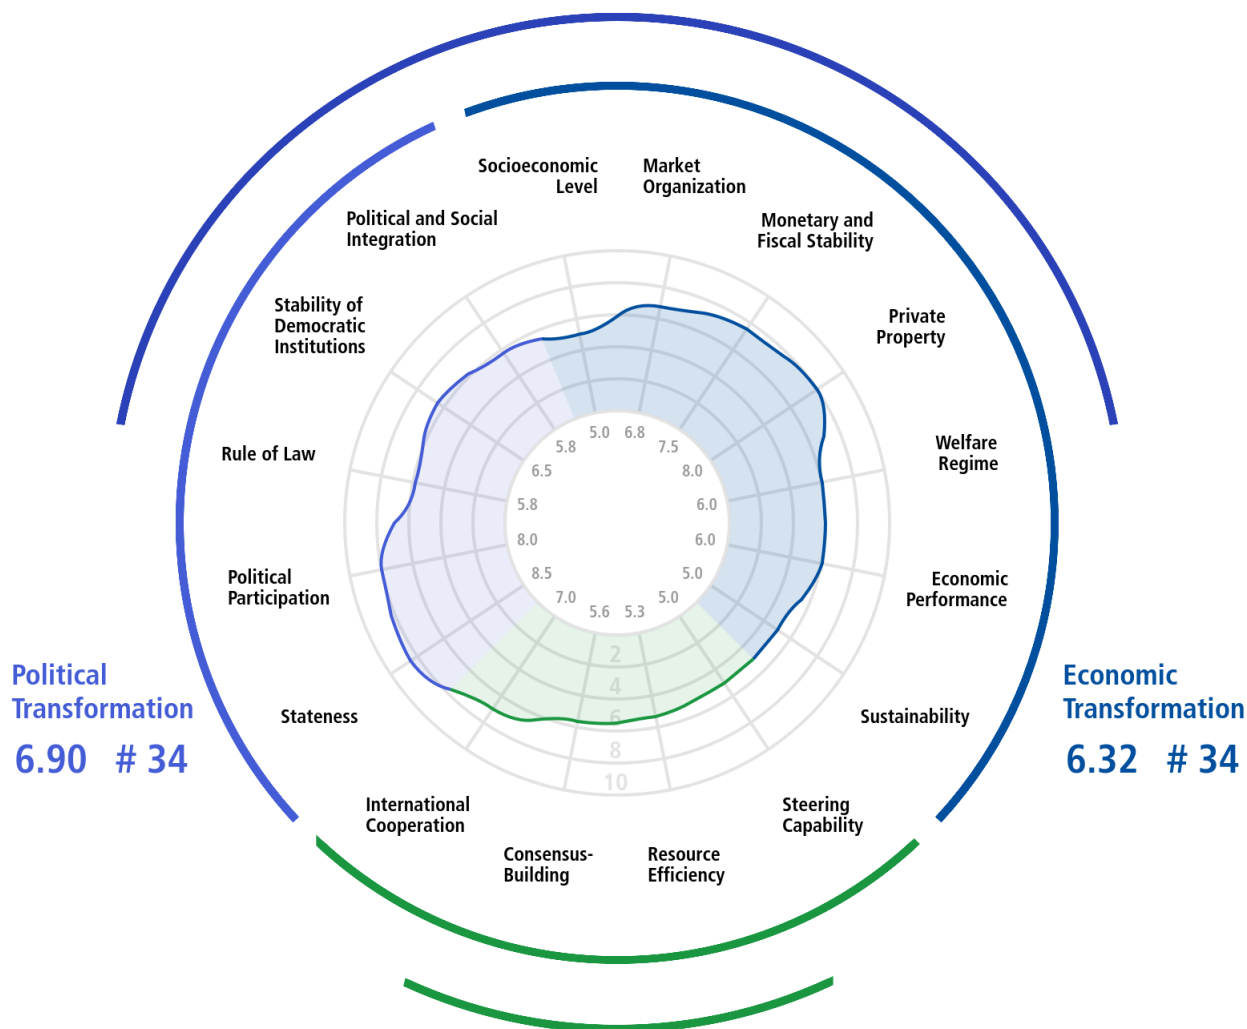 Socioeconomic
Level
Market
Organization
Political and Social
Integration
Monetary and
Fiscal Stability
Stability of
Democratic
Institutions
Private
Property
Rule of Law
Welfare
Regime
Political
Participation
Economic
Performance
Stateness
Sustainability
International
Cooperation
Steering
Capability
Consensus-
Building
Resource
Efficiency
5.0
6.8
5.8
7.5
6.5
8.0
5.8
6.0
8.0
6.0
8.5
5.0
7.0
5.0
5.6
5.3
2
4
6
8
10
Political
Transformation
6.90 # 34
Economic
Transformation
6.32 # 34